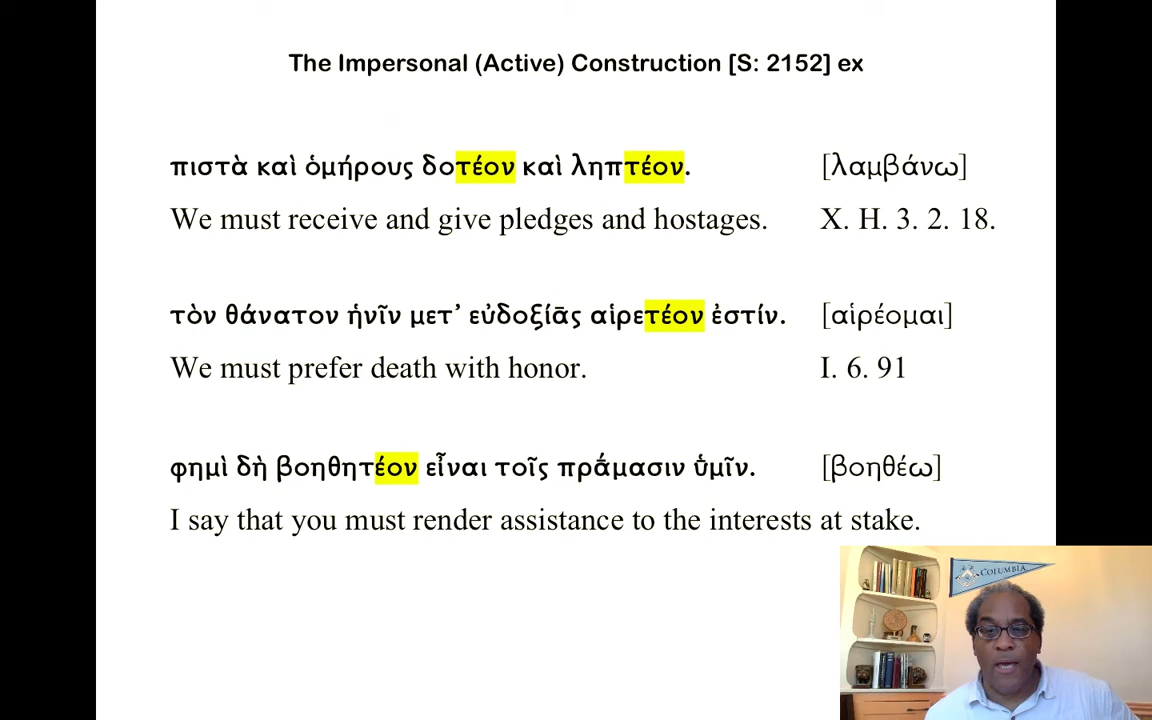 The Impersonal (Active) Construction [S: 2152] ex
πιστὰ καὶ ὁμήρους δοτέον καὶ ληπτέον. [λαμβάνω]
We must receive and give pledges and hostages. X. H. 3. 2. 18.
τὸν θάνατον ἡνῖν μετ’ εὐδοξίᾱς αἱρετέον ἐστίν. [αἱρέομαι]
We must prefer death with honor. I. 6. 91
φημὶ δὴ βοηθητέον εἶναι τοῖς πρᾱ́μασιν ῡ̔μῖν. [βοηθέω]
I say that you must render assistance to the interests at stake.
COLUMBIA